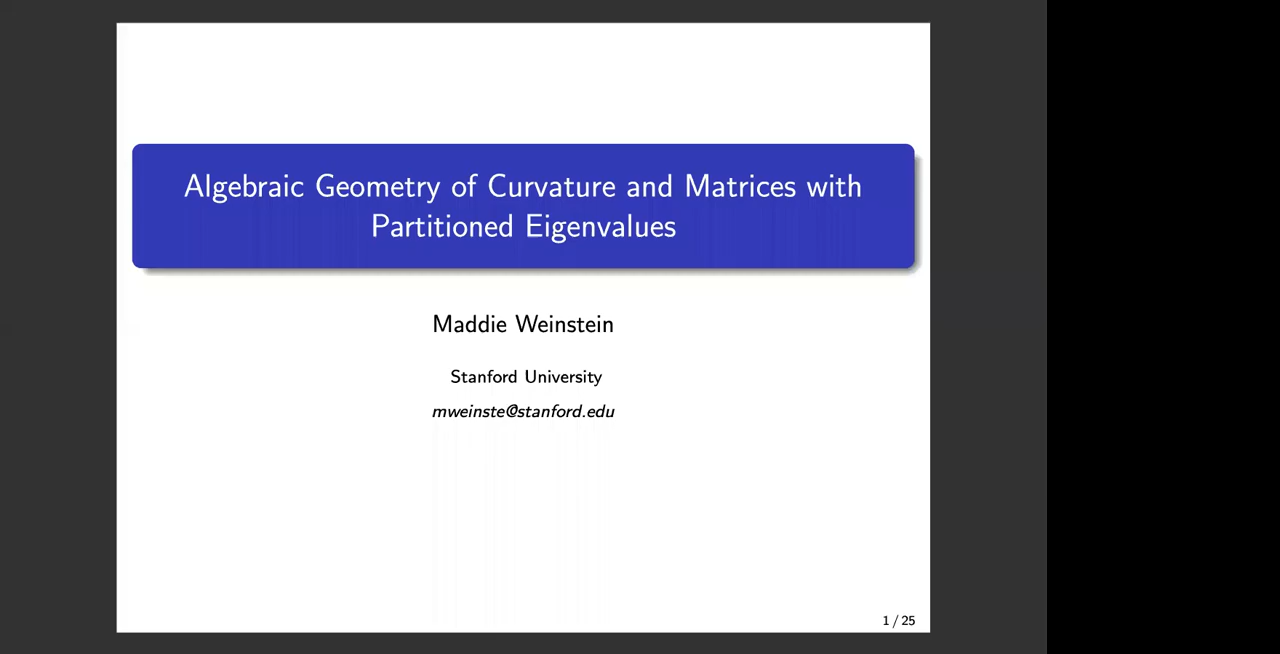 Algebraic Geometry of Curvature and Matrices with
Partitioned Eigenvalues
Maddie Weinstein
Stanford University
mweinste@stanford.edu
1 / 25